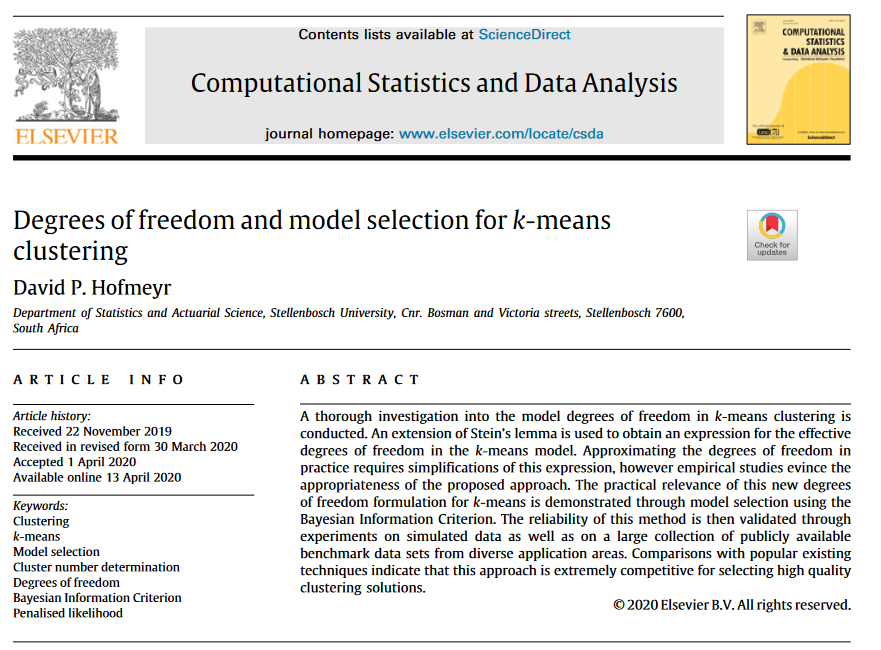 Contents lists available at ScienceDirect
Computational Statistics and Data Analysis
journal homepage: www.elsevier.com/locate/csda
ELSEVIER
COMPUTATIONAL
STATISTICS
& DATA ANALYSIS
Degrees of freedom and model selection for k-means
clustering
Check for
updates
David P. Hofmeyr
Department of Statistics and Actuarial Science, Stellenbosch University, Cnr. Bosman and Victoria streets, Stellenbosch 7600,
South Africa
ARTICLE INFO
Article history:
Received 22 November 2019
Received in revised form 30 March 2020
Accepted 1 April 2020
Available online 13 April 2020
Keywords:
Clustering
k-means
Model selection
Cluster number determination
Degrees of freedom
Bayesian Information Criterion
Penalised likelihood
ABSTRACT
A thorough investigation into the model degrees of freedom in k-means clustering is
conducted. An extension of Stein's lemma is used to obtain an expression for the effective
degrees of freedom in the k-means model. Approximating the degrees of freedom in
practice requires simplifications of this expression, however empirical studies evince the
appropriateness of the proposed approach. The practical relevance of this new degrees
of freedom formulation for k-means is demonstrated through model selection using the
Bayesian Information Criterion. The reliability of this method is then validated through
experiments on simulated data as well as on a large collection of publicly available
benchmark data sets from diverse application areas. Comparisons with popular existing
techniques indicate that this approach is extremely competitive for selecting high quality
clustering solutions.
© 2020 Elsevier B.V. All rights reserved.